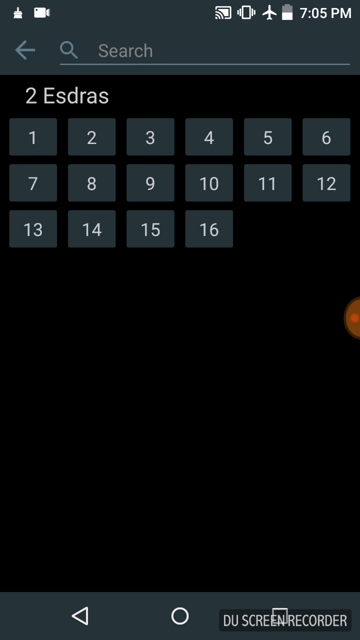 7:05 PM
Search
2 Esdras
1 2 3 4 5 6
7 8 9 10 11 12
13 14 15 16
DU SCREEN RECORDER